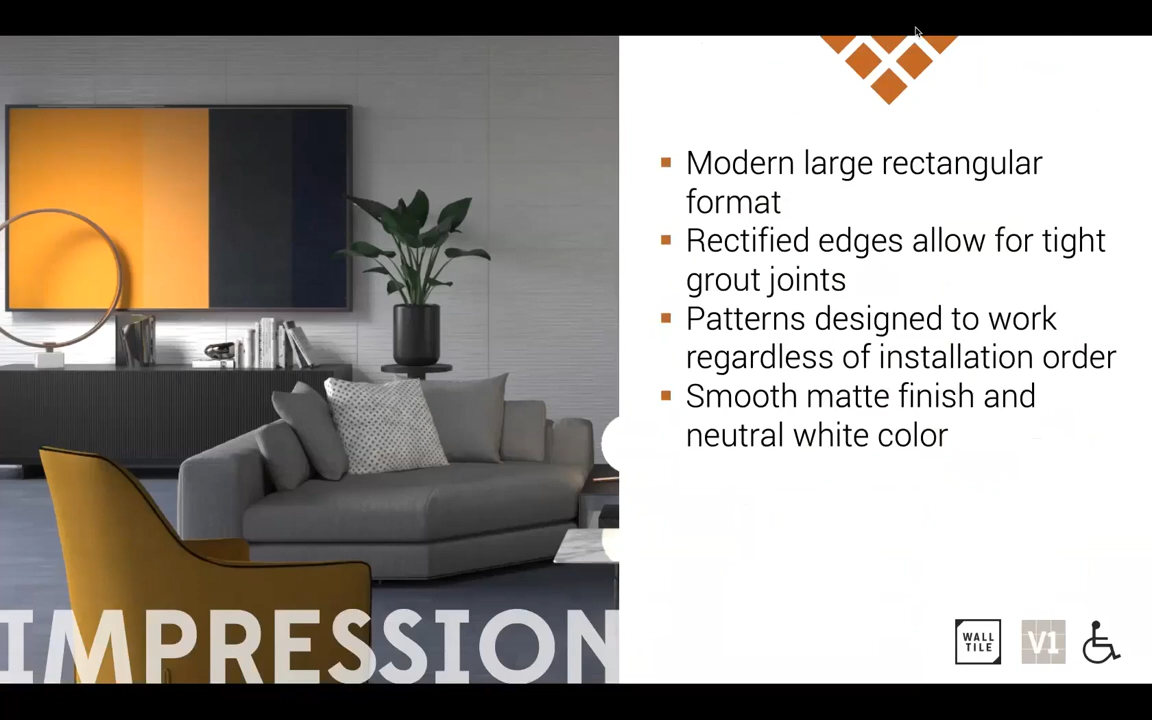 Modern large rectangular
format
Rectified edges allow for tight
grout joints
Patterns designed to work
regardless of installation order
Smooth matte finish and
neutral white color
IMPRESSION
WALL
TILE
V1